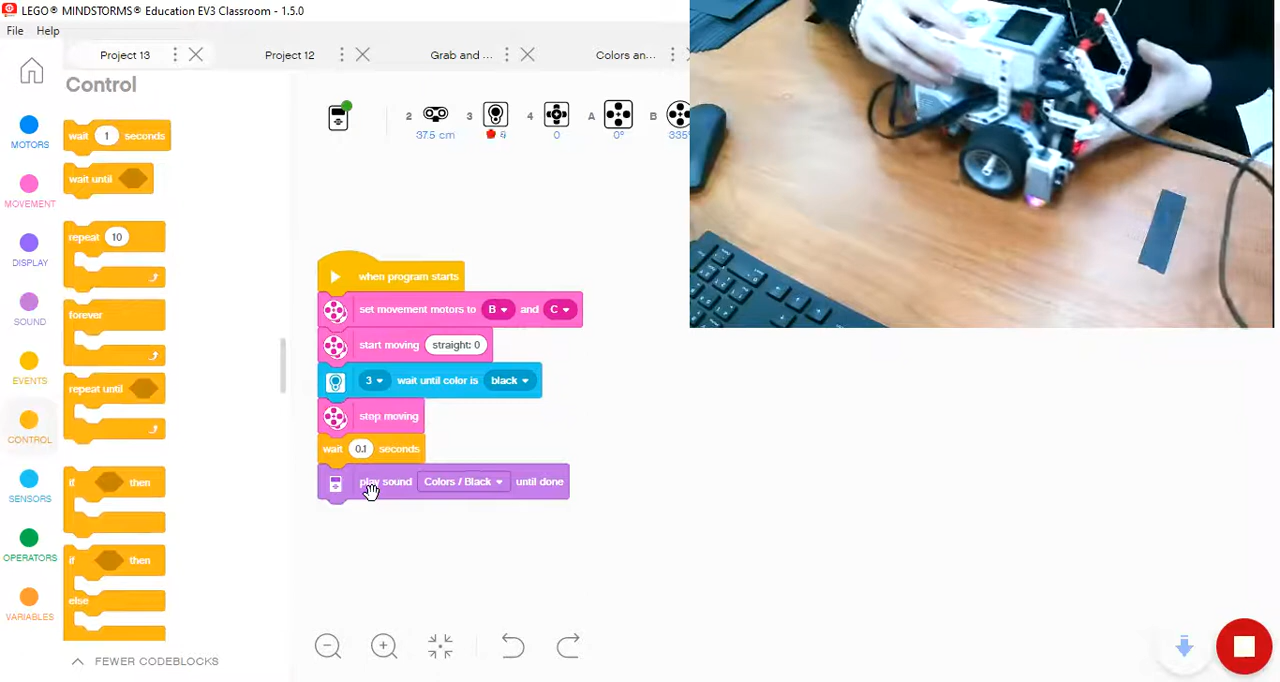 LEGO® MINDSTORMS® Education EV3 Classroom - 1.5.0
File Help
Project 13 Project 12 Grab and ... Colors an...
Control
2 3 4 A B
37.5 cm 0 0° 335°
MOTORS
MOVEMENT
DISPLAY
SOUND
EVENTS
CONTROL
SENSORS
OPERATORS
VARIABLES
wait 1 seconds
wait until
repeat 10
forever
repeat until
if then
if then
else
FEWER CODEBLOCKS
when program starts
set movement motors to B and C
start moving straight: 0
3 wait until color is black
stop moving
wait 0.1 seconds
play sound Colors / Black until done